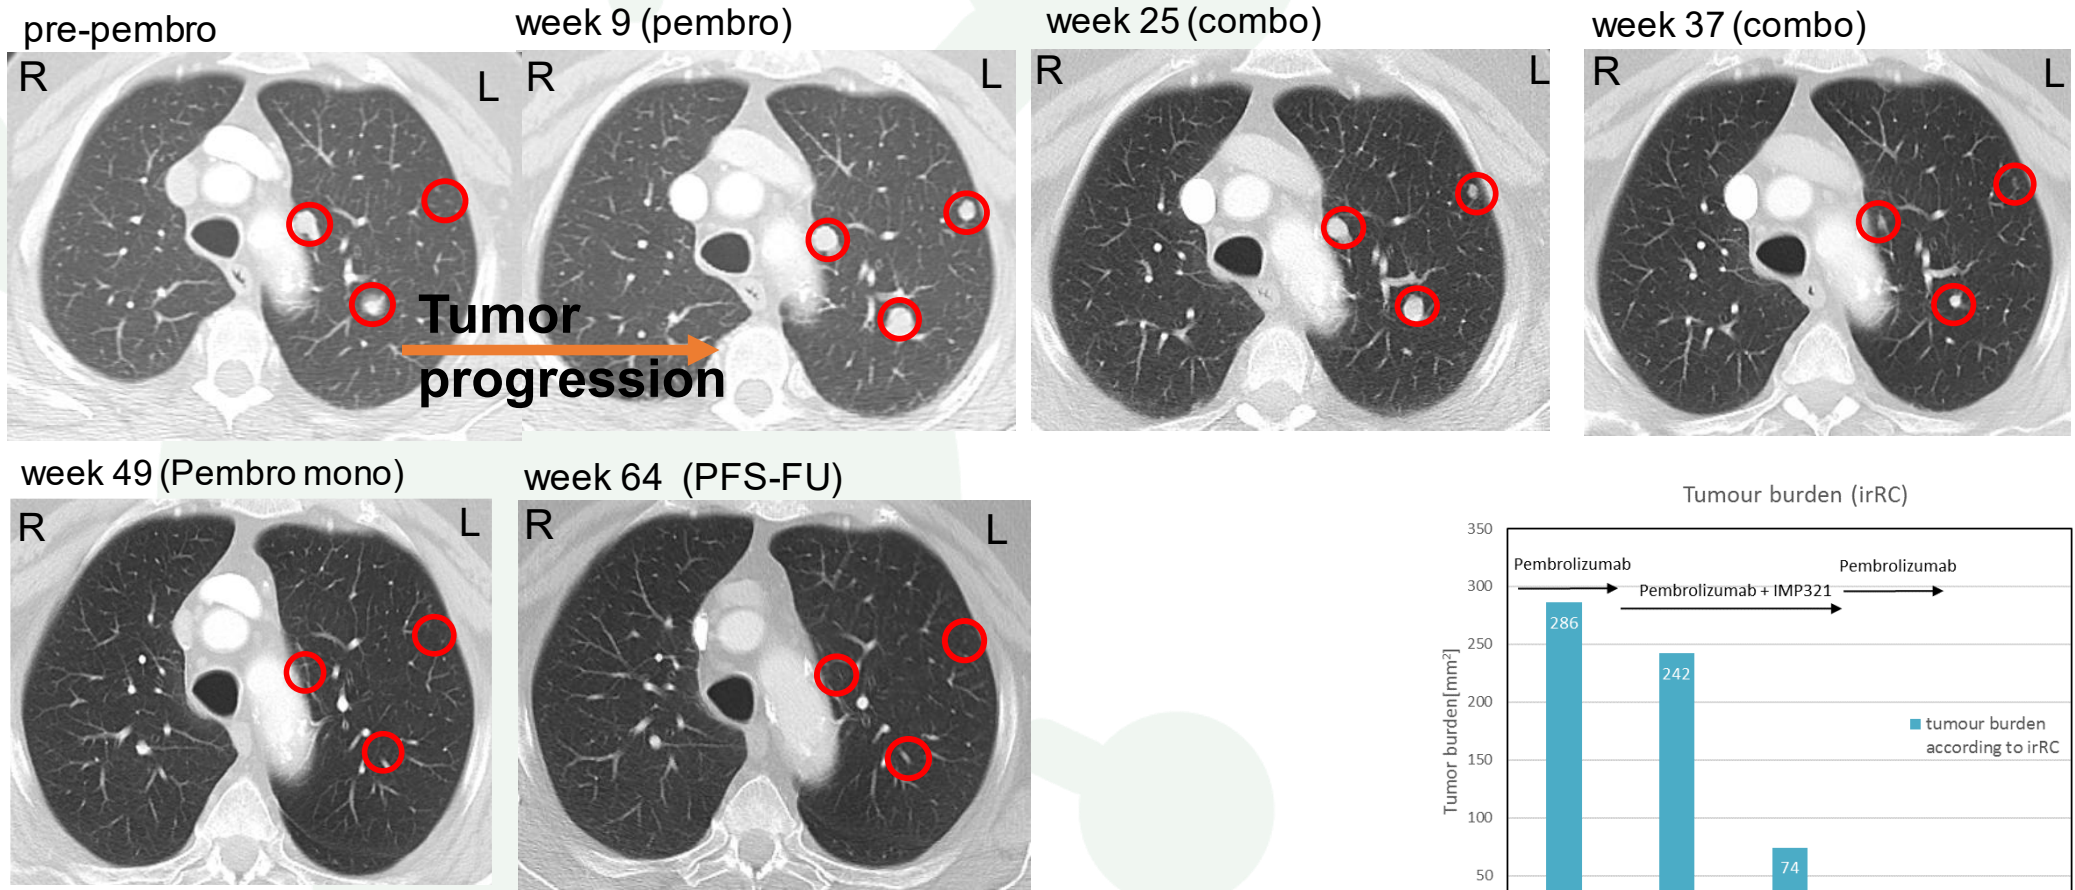 pre-pembro
week 9 (pembro)
week 25 (combo)
week 37 (combo)
R
L
R
L
R
L
R
L
Tumor
progression
week 49 (Pembro mono)
week 64 (PFS-FU)
R
L
R
L
Tumour burden (irRC)
350
300
250
200
150
100
50
Tumor burden[mm²]
Pembrolizumab
Pembrolizumab + IMP321
Pembrolizumab
286
242
74
tumour burden
according to irRC